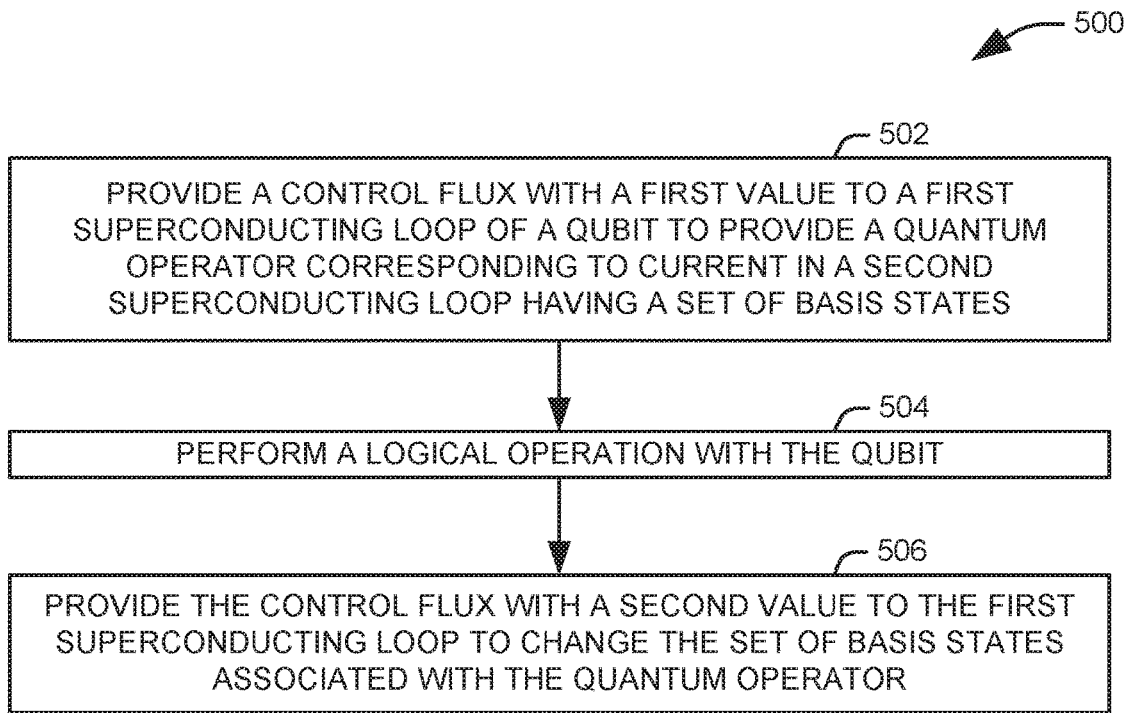 500
502
PROVIDE A CONTROL FLUX WITH A FIRST VALUE TO A FIRST
SUPERCONDUCTING LOOP OF A QUBIT TO PROVIDE A QUANTUM
OPERATOR CORRESPONDING TO CURRENT IN A SECOND
SUPERCONDUCTING LOOP HAVING A SET OF BASIS STATES
504
PERFORM A LOGICAL OPERATION WITH THE QUBIT
506
PROVIDE THE CONTROL FLUX WITH A SECOND VALUE TO THE FIRST
SUPERCONDUCTING LOOP TO CHANGE THE SET OF BASIS STATES
ASSOCIATED WITH THE QUANTUM OPERATOR